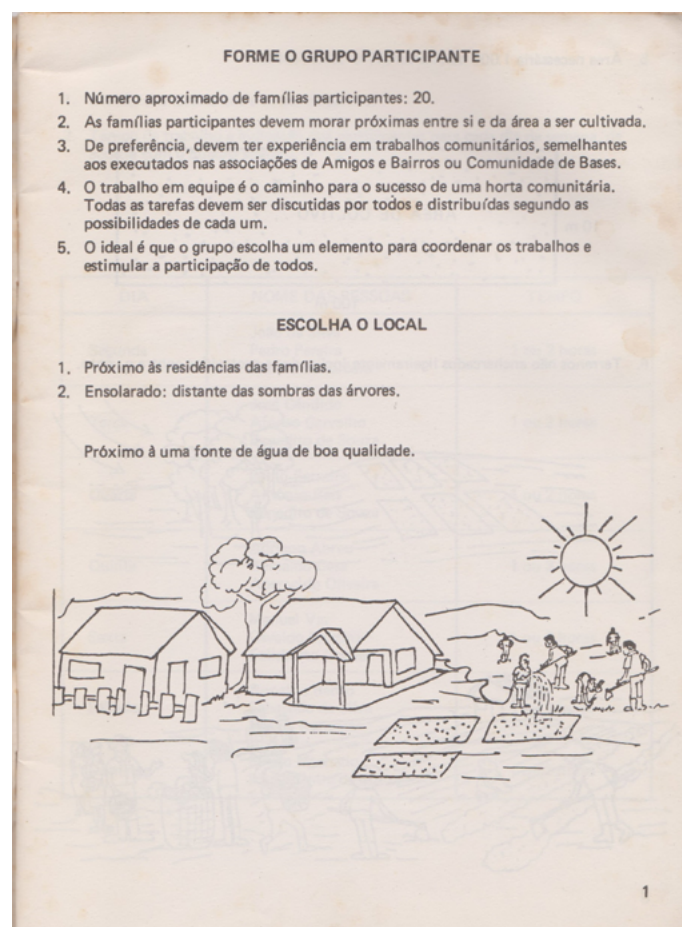 FORME O GRUPO PARTICIPANTE
1. Número aproximado de famílias participantes: 20.
2. As famílias participantes devem morar próximas entre si e da área a ser cultivada.
3. De preferência, devem ter experiência em trabalhos comunitários, semelhantes
aos executados nas associações de Amigos e Bairros ou Comunidade de Bases.
4. O trabalho em equipe é o caminho para o sucesso de uma horta comunitária.
Todas as tarefas devem ser discutidas por todos e distribuídas segundo as
possibilidades de cada um.
5. O ideal é que o grupo escolha um elemento para coordenar os trabalhos e
estimular a participação de todos.
ESCOLHA O LOCAL
1. Próximo às residências das famílias.
2. Ensolarado: distante das sombras das árvores.
Próximo à uma fonte de água de boa qualidade.
1